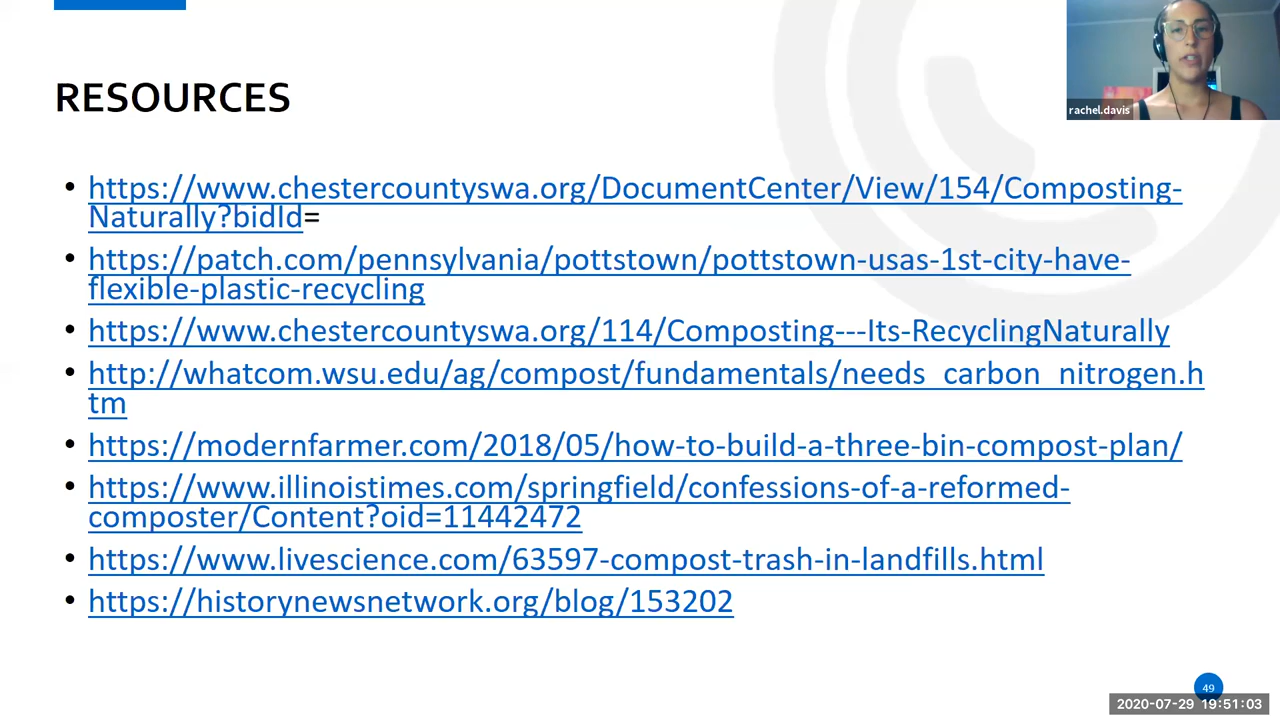 rachel.davis
RESOURCES
• https://www.chestercountyswa.org/DocumentCenter/View/154/Composting-
Naturally?bidId=
• https://patch.com/pennsylvania/pottstown/pottstown-usas-1st-city-have-
flexible-plastic-recycling
• https://www.chestercountyswa.org/114/Composting---Its-RecyclingNaturally
• http://whatcom.wsu.edu/ag/compost/fundamentals/needs_carbon_nitrogen.h
tm
• https://modernfarmer.com/2018/05/how-to-build-a-three-bin-compost-plan/
• https://www.illinoistimes.com/springfield/confessions-of-a-reformed-
composter/Content?oid=11442472
• https://www.livescience.com/63597-compost-trash-in-landfills.html
• https://historynewsnetwork.org/blog/153202
49
2020-07-29 19:51:03